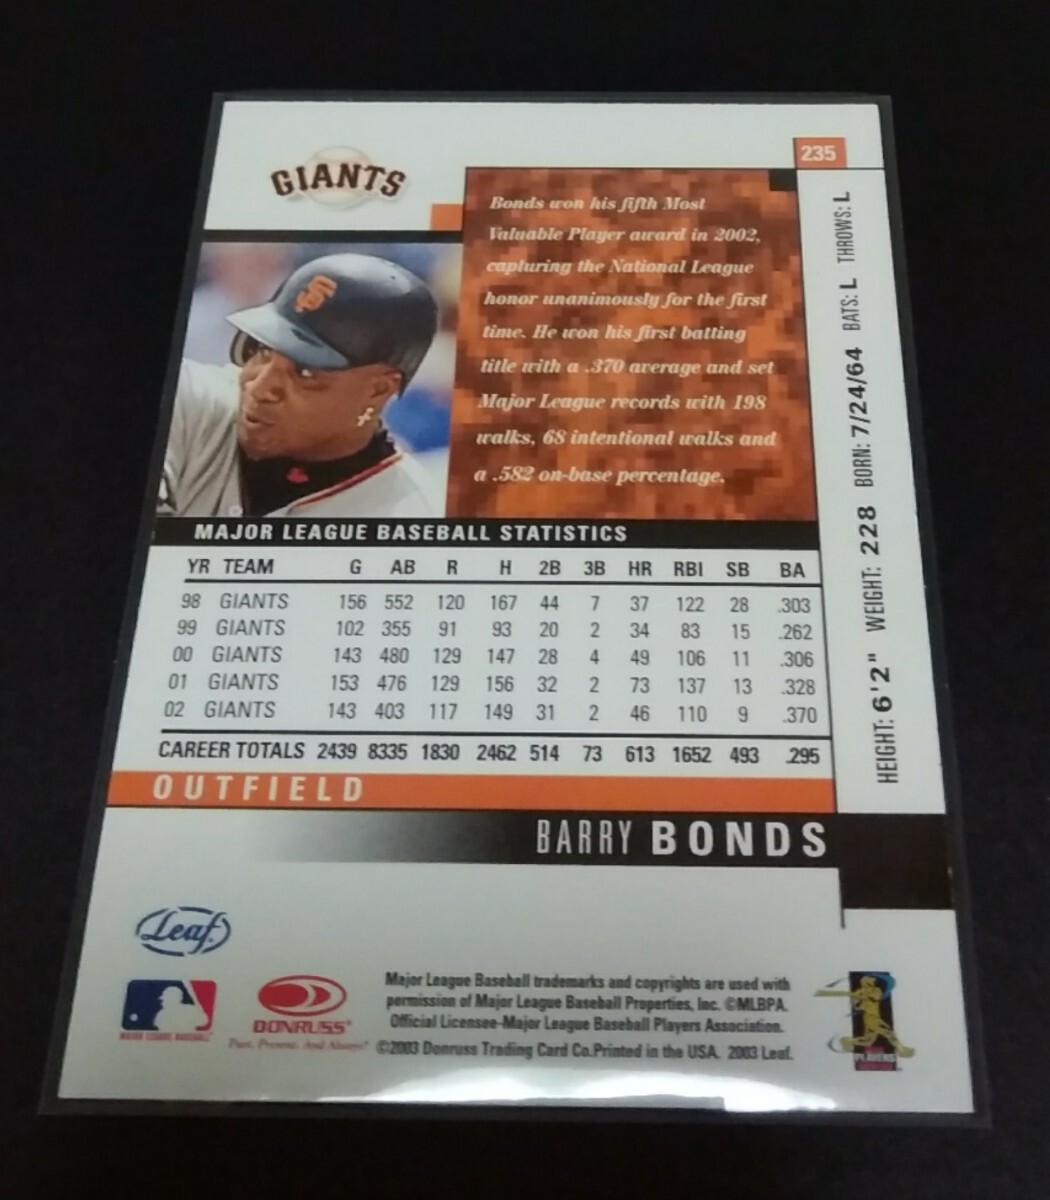 235
GIANTS
Bonds won his fifth Most
Valuable Player award in 2002,
capturing the National League
honor unanimously for the first
time. He won his first batting
title with a .370 average and set
Major League records with 198
walks, 68 intentional walks and
a .582 on-base percentage.
HEIGHT: 6'2" WEIGHT: 228 BORN: 7/24/64 BATS: L THROWS: L
MAJOR LEAGUE BASEBALL STATISTICS
YR TEAM G AB R H 2B 3B HR RBI SB BA
98 GIANTS 156 552 120 167 44 7 37 122 28 .303
99 GIANTS 102 355 91 93 20 2 34 83 15 .262
00 GIANTS 143 480 129 147 28 4 49 106 11 .306
01 GIANTS 153 476 129 156 32 2 73 137 13 .328
02 GIANTS 143 403 117 149 31 2 46 110 9 .370
CAREER TOTALS 2439 8335 1830 2462 514 73 613 1652 493 .295
OUTFIELD
BARRY BONDS
Leaf
MAJOR LEAGUE BASEBALL
DONRUSS
Past, Present, And Always
Major League Baseball trademarks and copyrights are used with
permission of Major League Baseball Properties, Inc. ©MLBPA.
Official Licensee-Major League Baseball Players Association.
©2003 Donruss Trading Card Co.Printed in the USA. 2003 Leaf.
PLAYERS